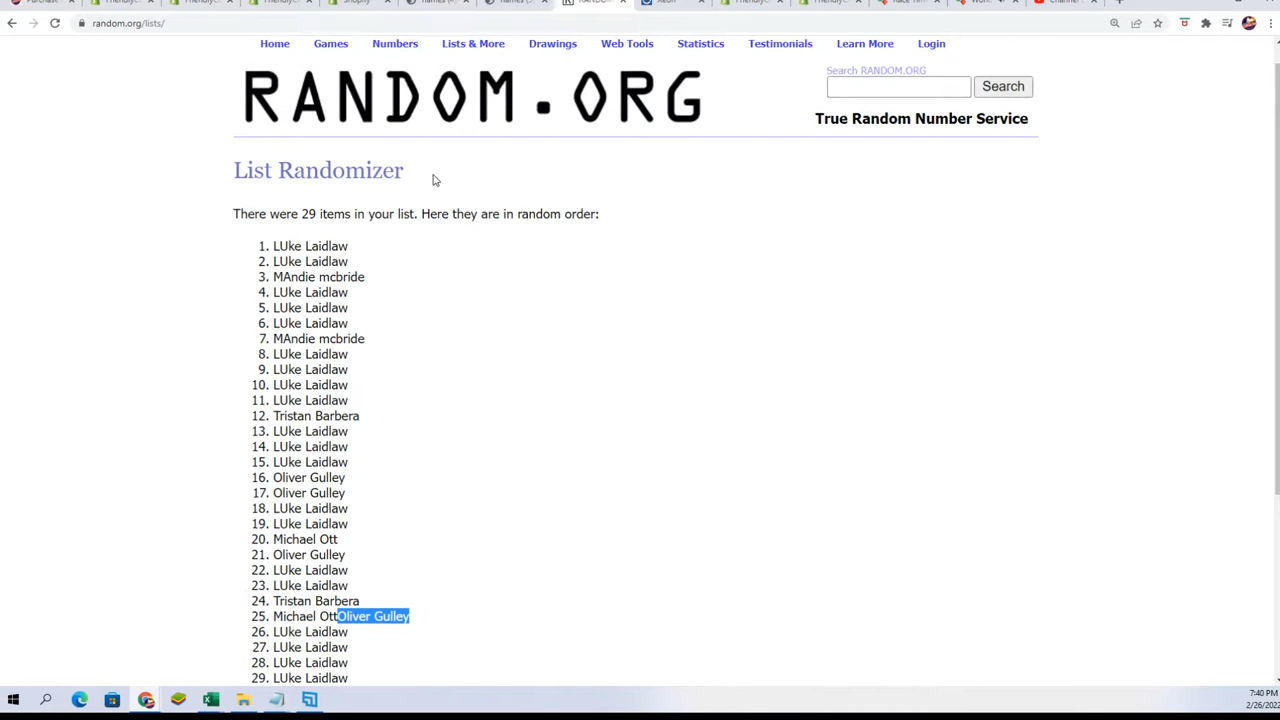 random.org/lists/
Home Games Numbers Lists & More Drawings Web Tools Statistics Testimonials Learn More Login
RANDOM.ORG
Search RANDOM.ORG
Search
True Random Number Service
List Randomizer
There were 29 items in your list. Here they are in random order:
1. LUke Laidlaw
2. LUke Laidlaw
3. MAndie mcbride
4. LUke Laidlaw
5. LUke Laidlaw
6. LUke Laidlaw
7. MAndie mcbride
8. LUke Laidlaw
9. LUke Laidlaw
10. LUke Laidlaw
11. LUke Laidlaw
12. Tristan Barbera
13. LUke Laidlaw
14. LUke Laidlaw
15. LUke Laidlaw
16. Oliver Gulley
17. Oliver Gulley
18. LUke Laidlaw
19. LUke Laidlaw
20. Michael Ott
21. Oliver Gulley
22. LUke Laidlaw
23. LUke Laidlaw
24. Tristan Barbera
25. Michael OttOliver Gulley
26. LUke Laidlaw
27. LUke Laidlaw
28. LUke Laidlaw
29. LUke Laidlaw
7:40 PM